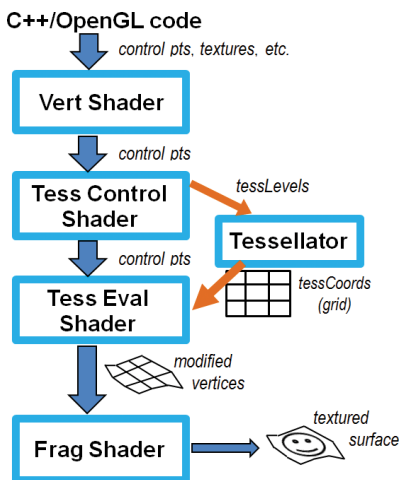 C++/OpenGL code
control pts, textures, etc.
Vert Shader
control pts
Tess Control
Shader
tessLevels
Tessellator
control pts
tessCoords
(grid)
Tess Eval
Shader
modified
vertices
Frag Shader
textured
surface